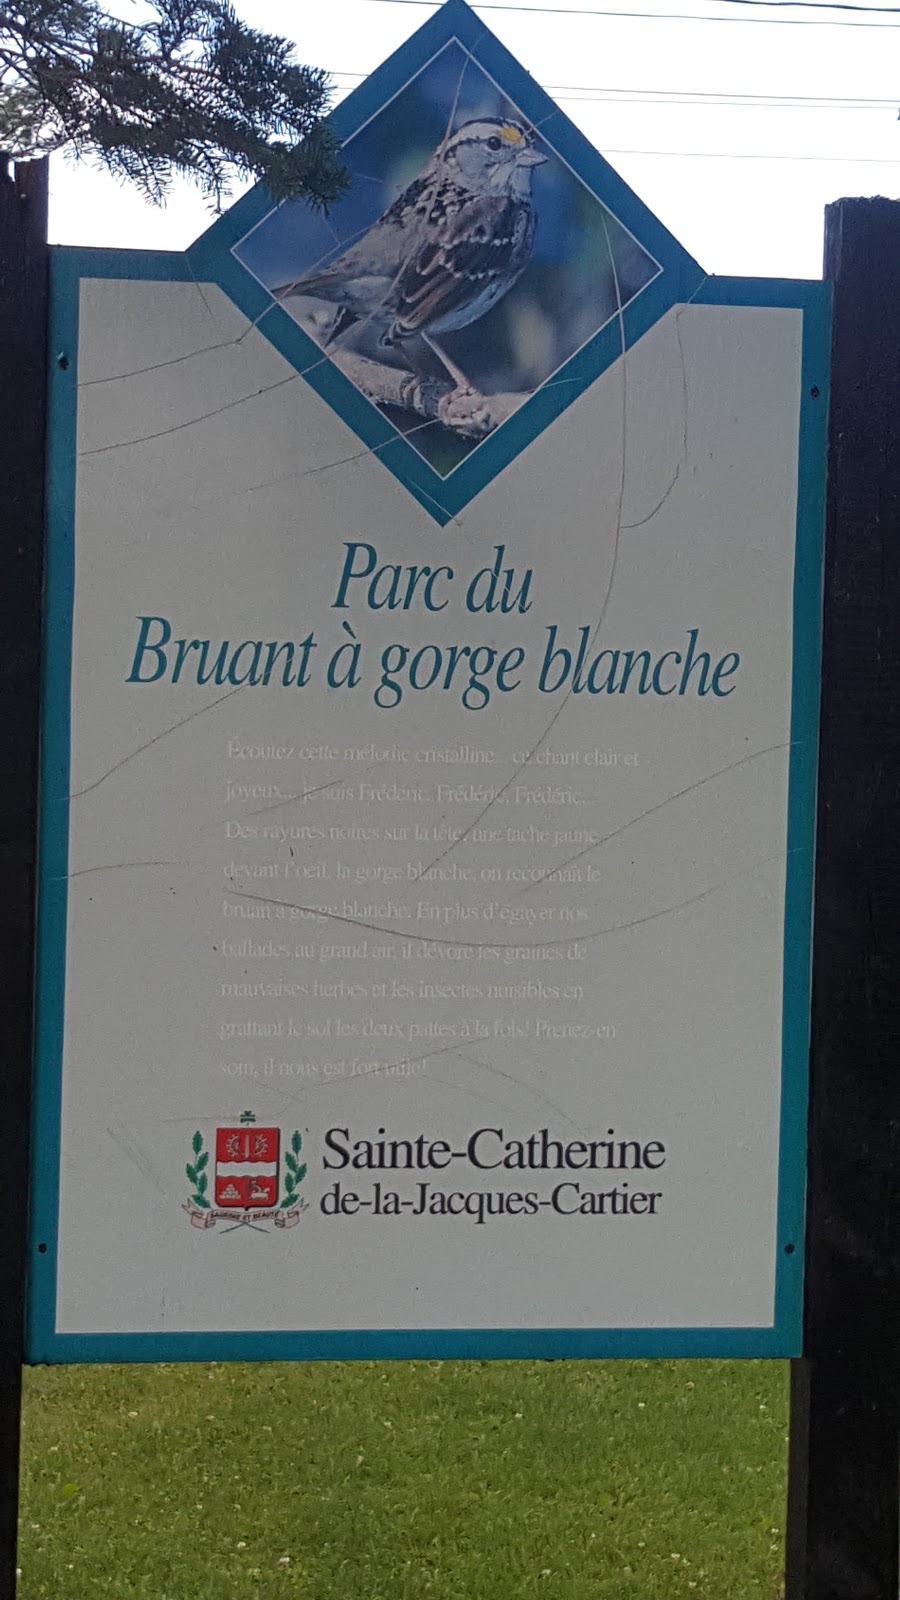 Parc du
Bruant à gorge blanche
Écoutez cette mélodie cristalline... ce chant clair et
joyeux... je suis Frédéric, Frédéric, Frédéric...
Des rayures noires sur la tête, une tache jaune
devant l'oeil, la gorge blanche, on reconnaît le
bruan à gorge blanche. En plus d'égayer nos
ballades au grand air, il dévore les graines de
mauvaises herbes et les insectes nuisibles en
grattant le sol les deux pattes à la fois! Prenez-en
soin, il nous est fort utile!
Sainte-Catherine
de-la-Jacques-Cartier